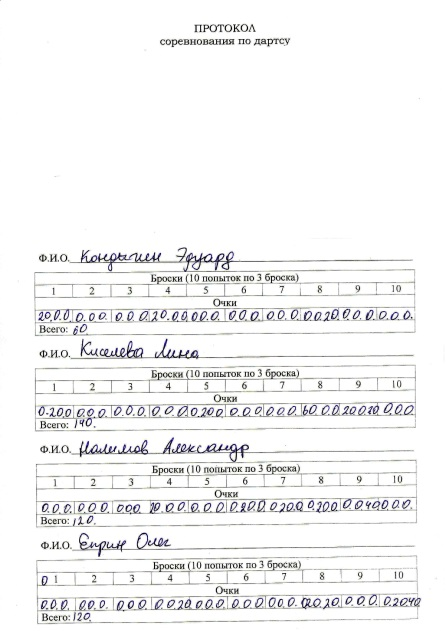 ПРОТОКОЛ
соревнования по дартсу
Ф.И.О. Эдуард
Броски (10 попыток по 3 броска)
1 2 3 4 5 6 7 8 9 10
Очки
20.0.0 0.0.0. 0.0.0 20.0.0 0.0.0. 0.0.0. 0.0.0. 0.0.20. 0.0.0. 0.0.0.
Всего: 60
Ф.И.О. Киселева Лина
Броски (10 попыток по 3 броска)
1 2 3 4 5 6 7 8 9 10
Очки
0.20.0 0.0.0. 0.0.0. 0.0.0. 0.20.0 0.0.0. 0.0.0. 60.0.0 20.0.20 0.0.0
Всего: 140.
Ф.И.О. Налимов Александр
Броски (10 попыток по 3 броска)
1 2 3 4 5 6 7 8 9 10
Очки
0.0.0. 0.0.0. 0.0.0. 0.0.0. 0.0.0 0.20.0 0.20.0 0.20.0. 0.0.40 0.0.0.
Всего: 120.
Ф.И.О. Олег
Броски (10 попыток по 3 броска)
0 1 2 3 4 5 6 7 8 9 10
Очки
0.0.0. 0.0.0. 0.0.0. 0.0.20 0.0.0. 0.0.0. 0.0.0. 20.20 0.0.0. 0.20.40
Всего: 120.